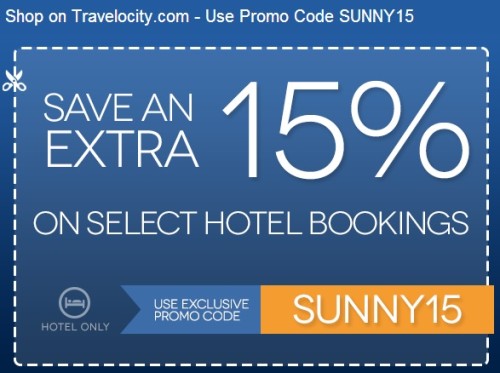 Shop on Travelocity.com - Use Promo Code SUNNY15
SAVE AN
EXTRA
15%
ON SELECT HOTEL BOOKINGS
HOTEL ONLY
USE EXCLUSIVE
PROMO CODE
SUNNY15